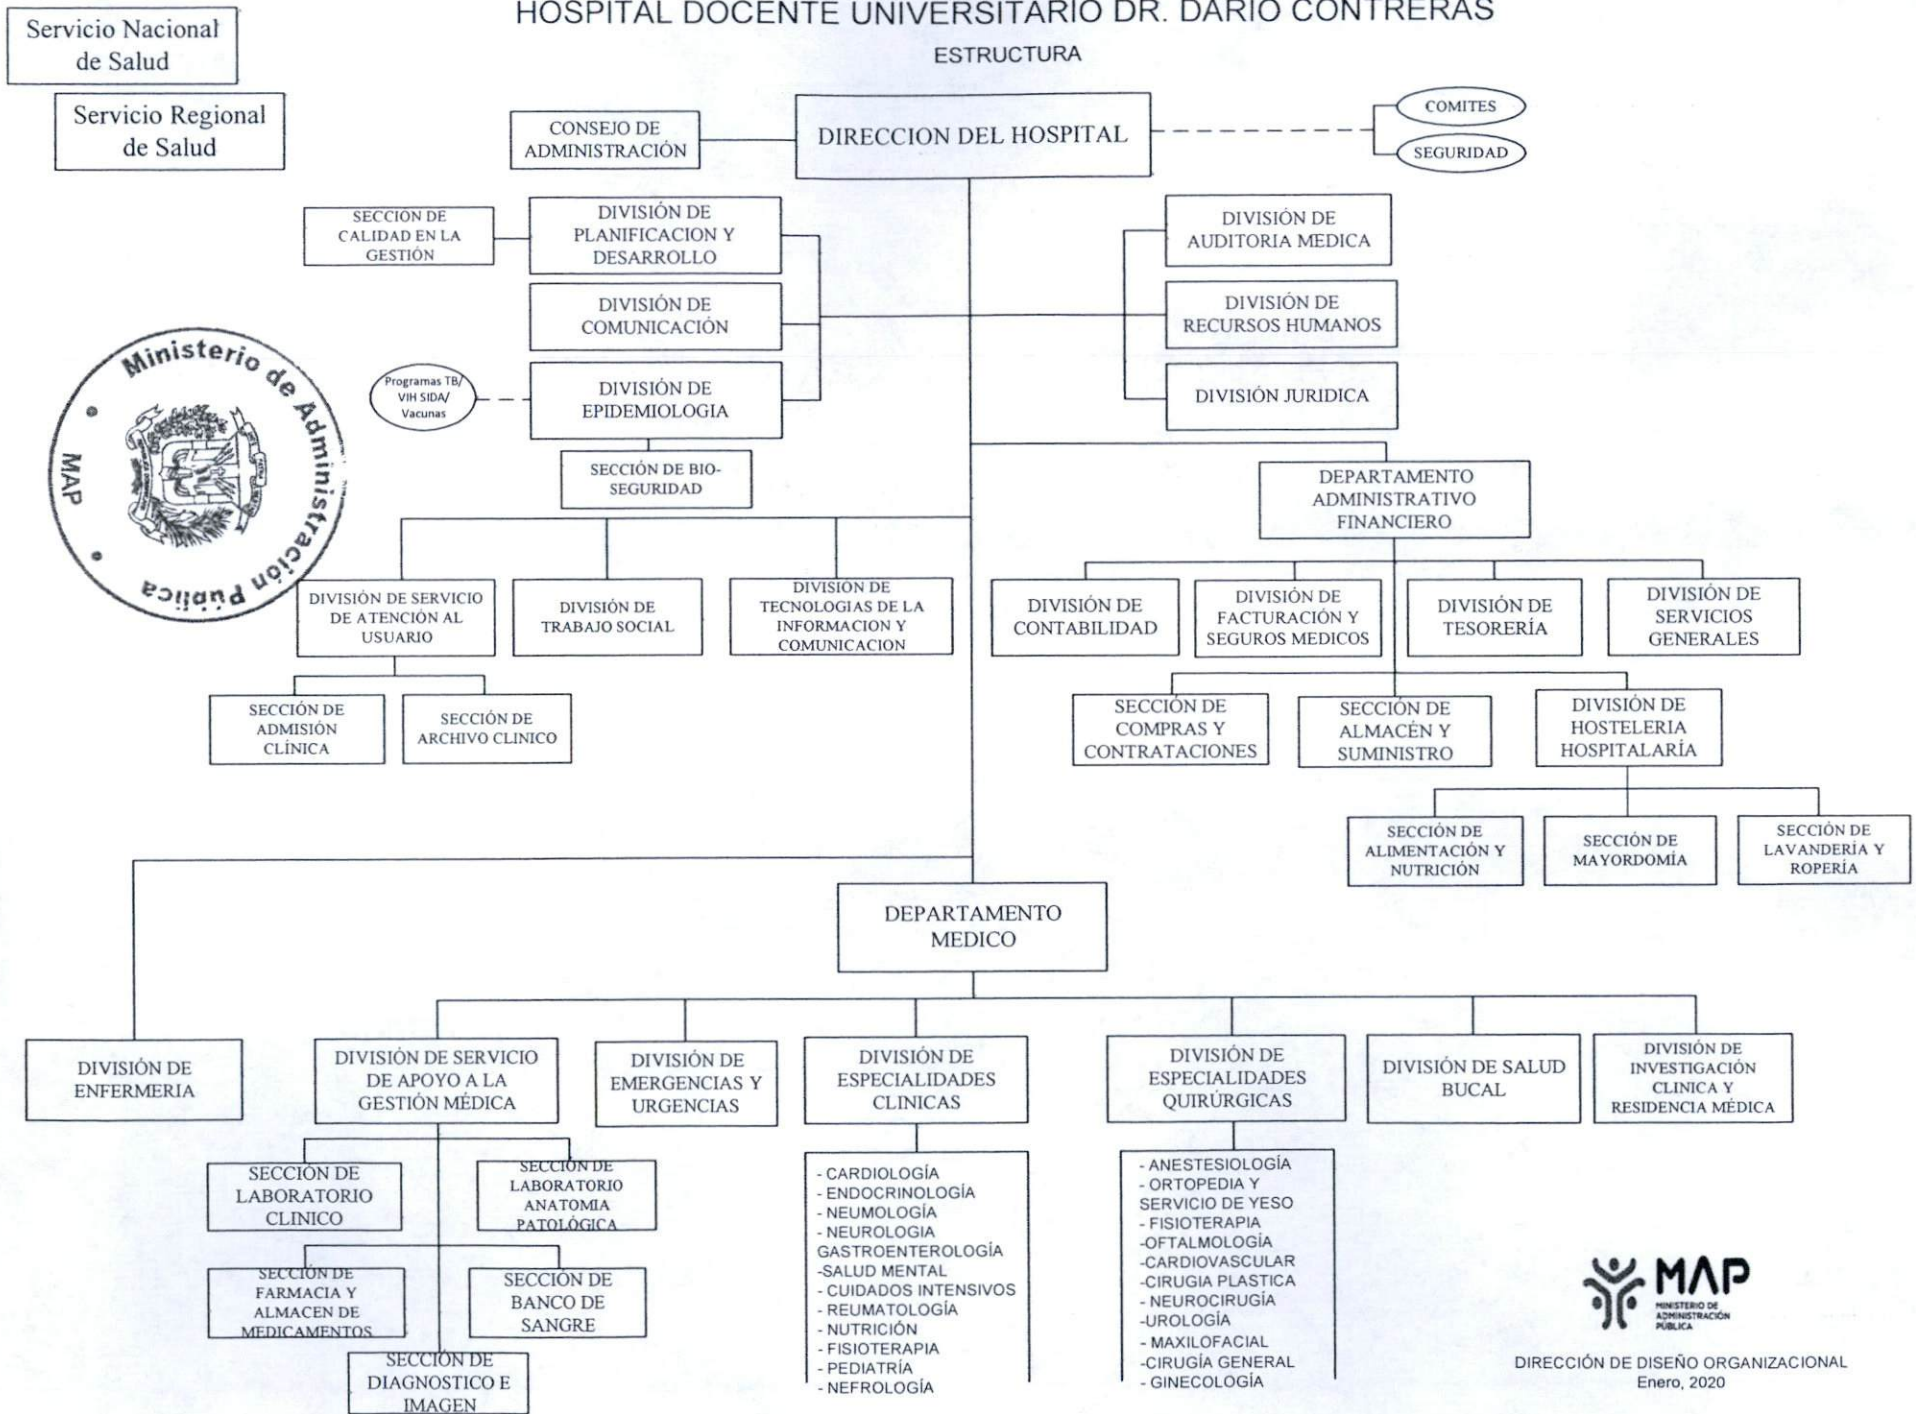 HOSPITAL DOCENTE UNIVERSITARIO DR. DARIO CONTRERAS
ESTRUCTURA
Servicio Nacional
de Salud
Servicio Regional
de Salud
CONSEJO DE
ADMINISTRACIÓN
DIRECCION DEL HOSPITAL
COMITES
SEGURIDAD
SECCIÓN DE
CALIDAD EN LA
GESTIÓN
DIVISIÓN DE
PLANIFICACION Y
DESARROLLO
DIVISIÓN DE
AUDITORIA MEDICA
DIVISIÓN DE
COMUNICACIÓN
DIVISIÓN DE
RECURSOS HUMANOS
Programas TB/
VIH SIDA/
Vacunas
DIVISIÓN DE
EPIDEMIOLOGIA
DIVISIÓN JURIDICA
SECCIÓN DE BIO-
SEGURIDAD
Ministerio de Administración Pública
MAP
DEPARTAMENTO
ADMINISTRATIVO
FINANCIERO
DIVISIÓN DE SERVICIO
DE ATENCIÓN AL
USUARIO
DIVISIÓN DE
TRABAJO SOCIAL
DIVISIÓN DE
TECNOLOGIAS DE LA
INFORMACION Y
COMUNICACION
DIVISIÓN DE
CONTABILIDAD
DIVISIÓN DE
FACTURACIÓN Y
SEGUROS MEDICOS
DIVISIÓN DE
TESORERÍA
DIVISIÓN DE
SERVICIOS
GENERALES
SECCIÓN DE
ADMISIÓN
CLÍNICA
SECCIÓN DE
ARCHIVO CLINICO
SECCIÓN DE
COMPRAS Y
CONTRATACIONES
SECCIÓN DE
ALMACÉN Y
SUMINISTRO
DIVISIÓN DE
HOSTELERIA
HOSPITALARÍA
SECCIÓN DE
ALIMENTACIÓN Y
NUTRICIÓN
SECCIÓN DE
MAYORDOMÍA
SECCIÓN DE
LAVANDERÍA Y
ROPERÍA
DEPARTAMENTO
MEDICO
DIVISIÓN DE
ENFERMERIA
DIVISIÓN DE SERVICIO
DE APOYO A LA
GESTIÓN MÉDICA
DIVISIÓN DE
EMERGENCIAS Y
URGENCIAS
DIVISIÓN DE
ESPECIALIDADES
CLINICAS
DIVISIÓN DE
ESPECIALIDADES
QUIRÚRGICAS
DIVISIÓN DE SALUD
BUCAL
DIVISIÓN DE
INVESTIGACIÓN
CLINICA Y
RESIDENCIA MÉDICA
SECCIÓN DE
LABORATORIO
CLINICO
SECCIÓN DE
LABORATORIO
ANATOMIA
PATOLÓGICA
SECCIÓN DE
FARMACIA Y
ALMACEN DE
MEDICAMENTOS
SECCIÓN DE
BANCO DE
SANGRE
SECCIÓN DE
DIAGNOSTICO E
IMAGEN
- CARDIOLOGÍA
- ENDOCRINOLOGÍA
- NEUMOLOGÍA
- NEUROLOGIA
GASTROENTEROLOGÍA
-SALUD MENTAL
- CUIDADOS INTENSIVOS
- REUMATOLOGÍA
- NUTRICIÓN
- FISIOTERAPIA
- PEDIATRÍA
- NEFROLOGÍA
- ANESTESIOLOGÍA
- ORTOPEDIA Y
SERVICIO DE YESO
- FISIOTERAPIA
-OFTALMOLOGÍA
-CARDIOVASCULAR
-CIRUGIA PLASTICA
- NEUROCIRUGÍA
-UROLOGÍA
- MAXILOFACIAL
-CIRUGÍA GENERAL
- GINECOLOGÍA
MAP
MINISTERIO DE
ADMINISTRACIÓN
PÚBLICA
DIRECCIÓN DE DISEÑO ORGANIZACIONAL
Enero, 2020